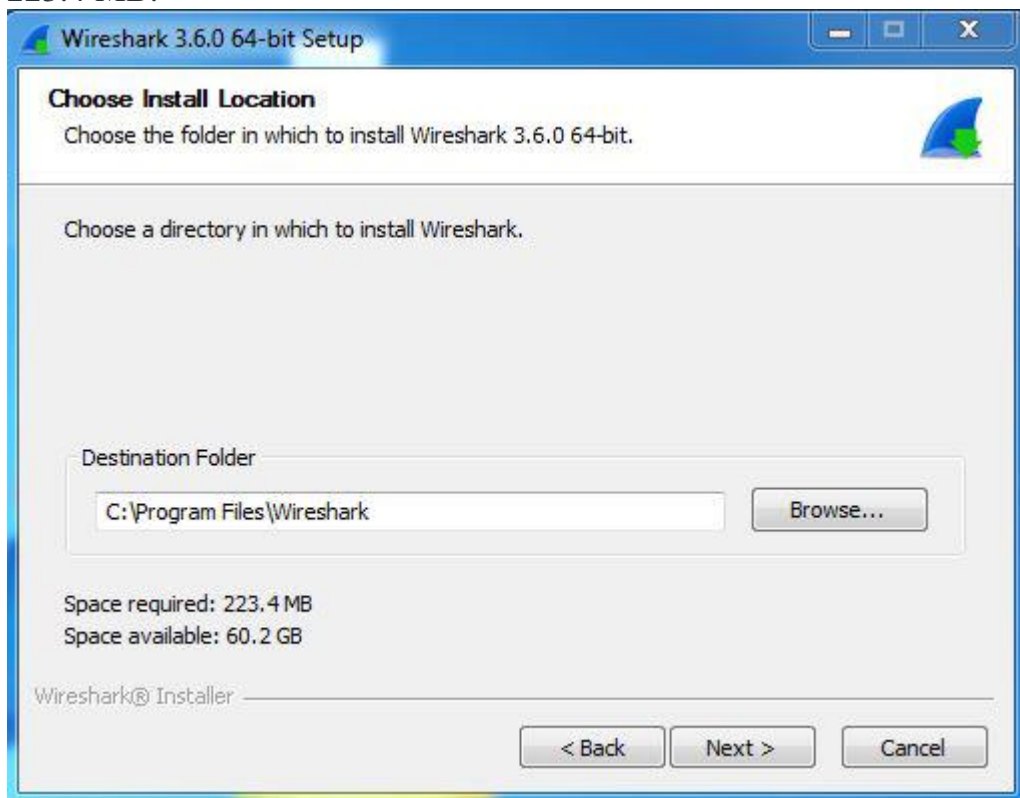 Wireshark 3.6.0 64-bit Setup
Choose Install Location
Choose the folder in which to install Wireshark 3.6.0 64-bit.
Choose a directory in which to install Wireshark.
Destination Folder
C:\Program Files\Wireshark
Browse...
Space required: 223.4 MB
Space available: 60.2 GB
Wireshark® Installer
< Back
Next >
Cancel